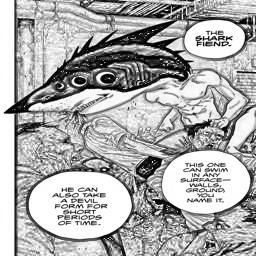 THE
SHARK
FIEND.
THIS ONE
CAN SWIM
IN ANY
SURFACE—
WALLS,
GROUND,
YOU
NAME IT.
HE CAN
ALSO TAKE
A DEVIL
FORM FOR
SHORT
PERIODS
OF TIME.